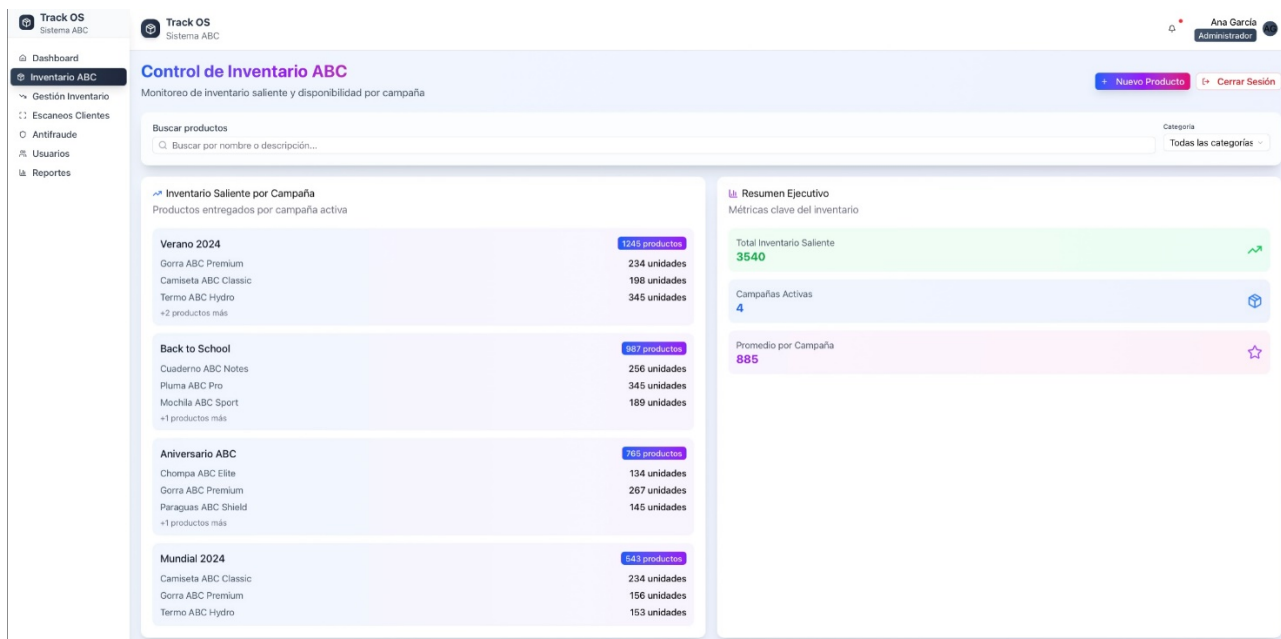 Track OS
Sistema ABC
Dashboard
Inventario ABC
Gestión Inventario
Escaneos Clientes
Antifraude
Usuarios
Reportes
Track OS
Sistema ABC
Ana García
Administrador
AG
Control de Inventario ABC
Monitoreo de inventario saliente y disponibilidad por campaña
+ Nuevo Producto
Cerrar Sesión
Buscar productos
Buscar por nombre o descripción...
Categoría
Todas las categorías
Inventario Saliente por Campaña
Productos entregados por campaña activa
Verano 2024 1245 productos
Gorra ABC Premium 234 unidades
Camiseta ABC Classic 198 unidades
Termo ABC Hydro 345 unidades
+2 productos más
Back to School 987 productos
Cuaderno ABC Notes 256 unidades
Pluma ABC Pro 345 unidades
Mochila ABC Sport 189 unidades
+1 productos más
Aniversario ABC 765 productos
Chompa ABC Elite 134 unidades
Gorra ABC Premium 267 unidades
Paraguas ABC Shield 145 unidades
+1 productos más
Mundial 2024 543 productos
Camiseta ABC Classic 234 unidades
Gorra ABC Premium 156 unidades
Termo ABC Hydro 153 unidades
Resumen Ejecutivo
Métricas clave del inventario
Total Inventario Saliente
3540
Campañas Activas
4
Promedio por Campaña
885